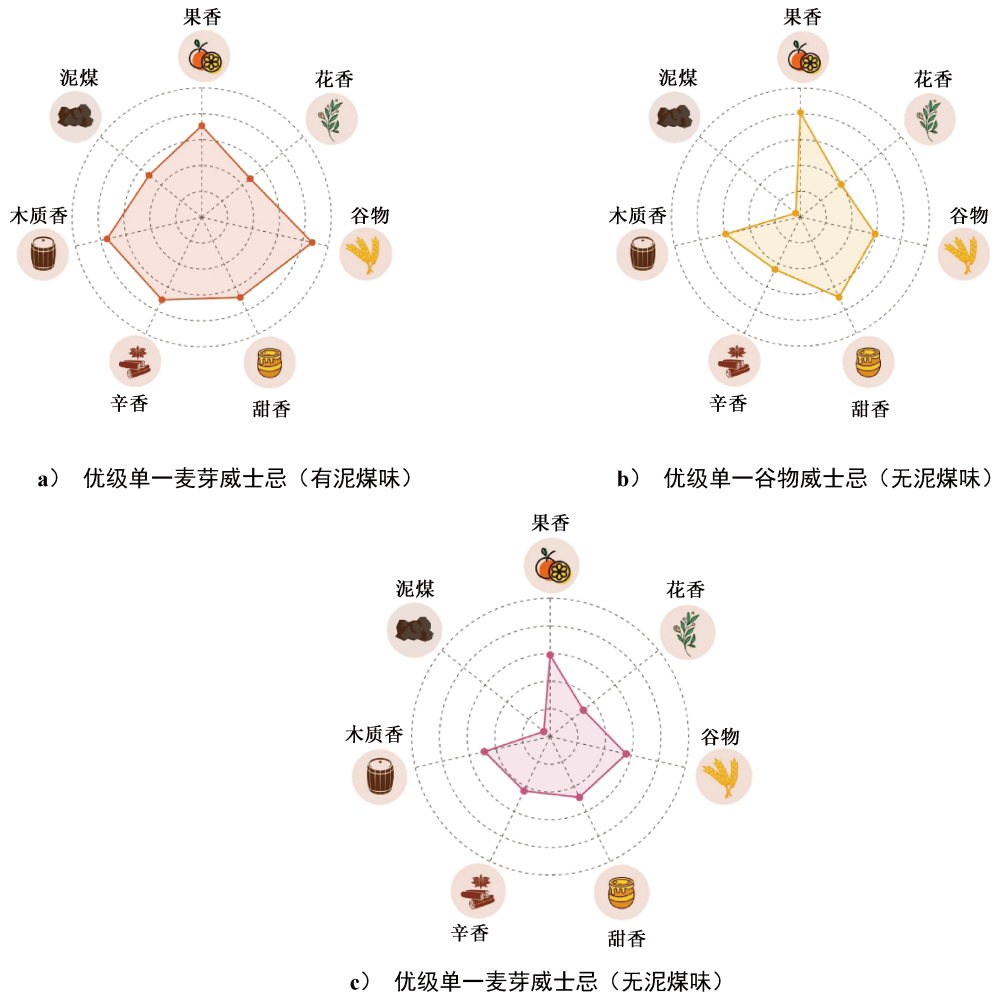 果香
泥煤
花香
木质香
谷物
辛香
甜香
a） 优级单一麦芽威士忌（有泥煤味）
果香
泥煤
花香
木质香
谷物
辛香
甜香
b） 优级单一谷物威士忌（无泥煤味）
果香
泥煤
花香
木质香
谷物
辛香
甜香
c） 优级单一麦芽威士忌（无泥煤味）